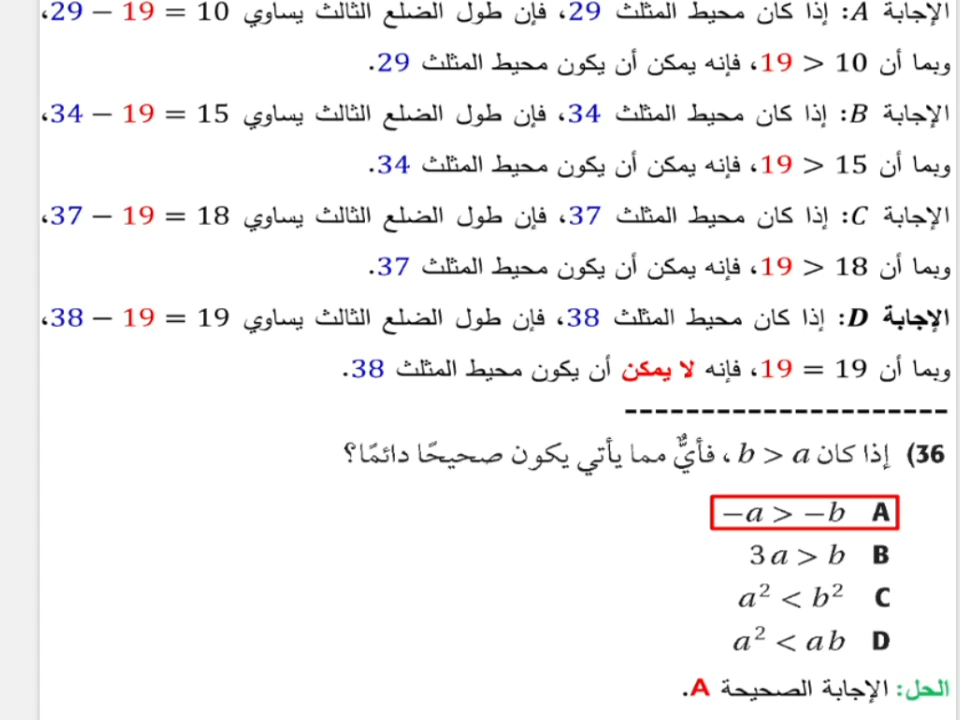 الإجابة A: إذا كان محيط المثلث 29، فإن طول الضلع الثالث يساوي 29 − 19 = 10،
وبما أن 19 > 10، فإنه يمكن أن يكون محيط المثلث 29.
الإجابة B: إذا كان محيط المثلث 34، فإن طول الضلع الثالث يساوي 34 − 19 = 15،
وبما أن 19 > 15، فإنه يمكن أن يكون محيط المثلث 34.
الإجابة C: إذا كان محيط المثلث 37، فإن طول الضلع الثالث يساوي 37 − 19 = 18،
وبما أن 19 > 18، فإنه يمكن أن يكون محيط المثلث 37.
الإجابة D: إذا كان محيط المثلث 38، فإن طول الضلع الثالث يساوي 38 − 19 = 19،
وبما أن 19 = 19، فإنه لا يمكن أن يكون محيط المثلث 38.
---------------------
36) إذا كان b > a ، فأيٌّ مما يأتي يكون صحيحًا دائمًا؟
A −a > −b
B 3a > b
C a² < b²
D a² < ab
الحل: الإجابة الصحيحة A.